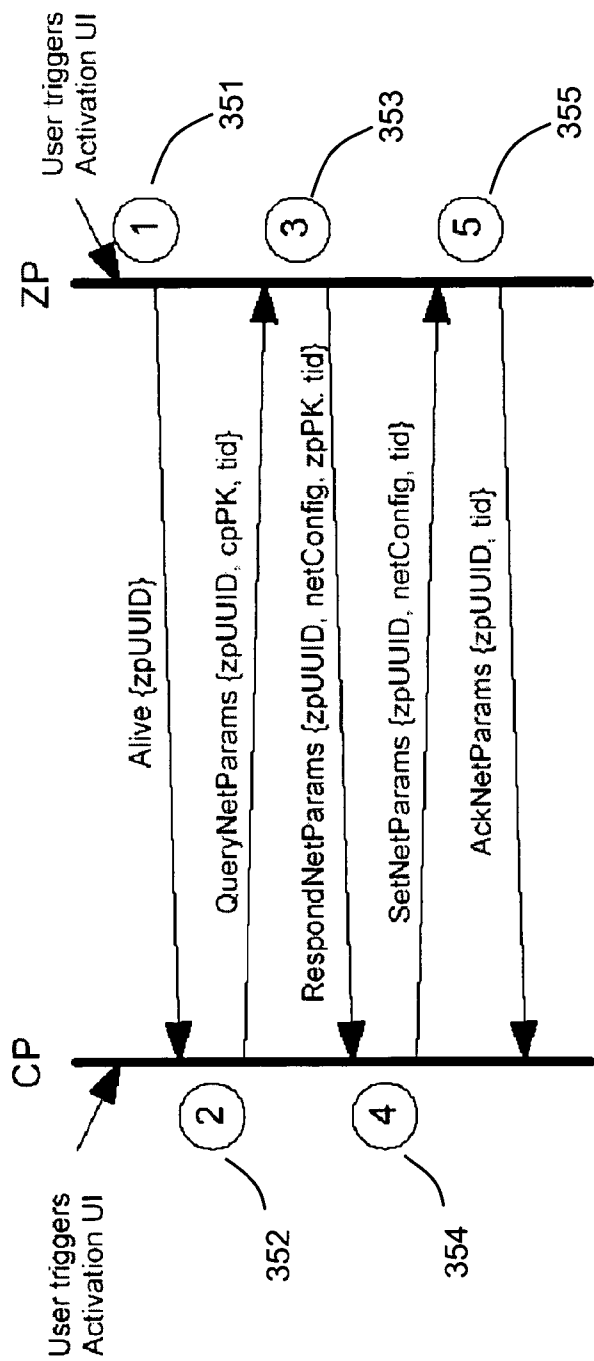 User triggers
Activation UI
CP
ZP
User triggers
Activation UI
1
351
Alive {zpUUID}
2
352
QueryNetParams {zpUUID, cpPK, tid}
3
353
RespondNetParams {zpUUID, netConfig, zpPK, tid}
4
354
SetNetParams {zpUUID, netConfig, tid}
5
355
AckNetParams {zpUUID, tid}